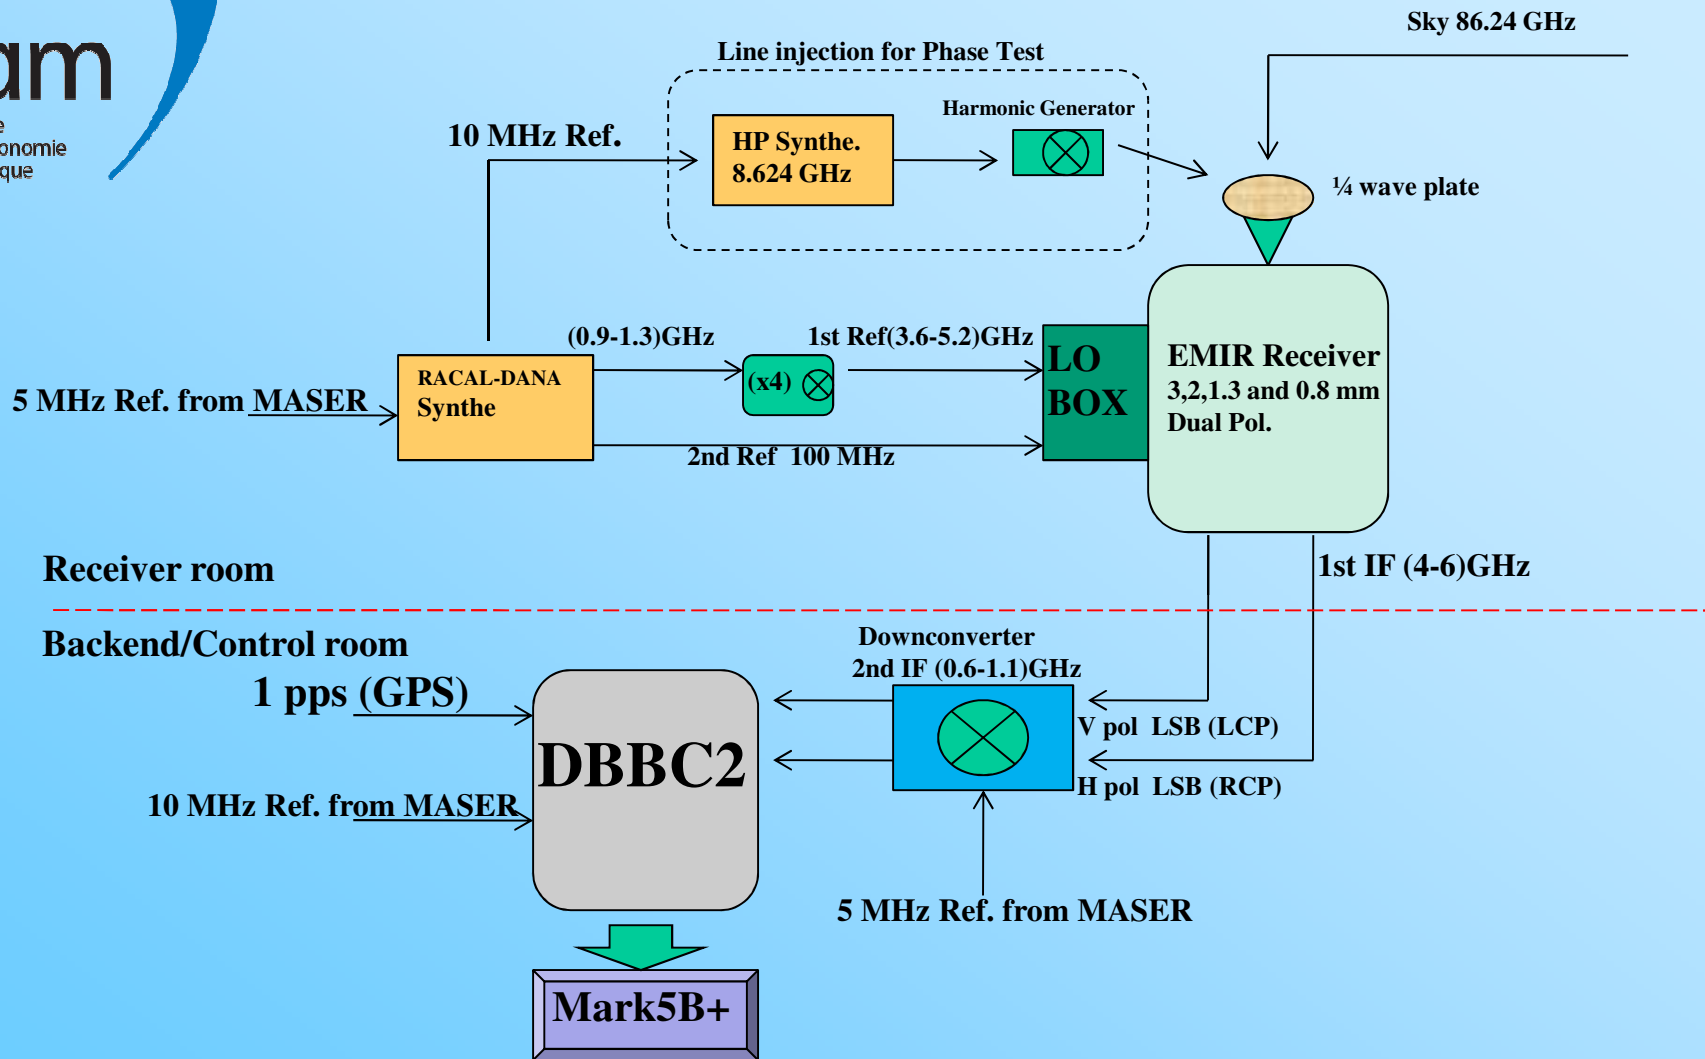 Sky 86.24 GHz
am
e
onomie
que
Line injection for Phase Test
Harmonic Generator
10 MHz Ref.
HP Synthe.
8.624 GHz
¼ wave plate
(0.9-1.3)GHz
1st Ref(3.6-5.2)GHz
RACAL-DANA
Synthe
(x4)
LO
BOX
EMIR Receiver
3,2,1.3 and 0.8 mm
Dual Pol.
5 MHz Ref. from MASER
2nd Ref 100 MHz
Receiver room
1st IF (4-6)GHz
Backend/Control room
Downconverter
2nd IF (0.6-1.1)GHz
1 pps (GPS)
V pol LSB (LCP)
DBBC2
H pol LSB (RCP)
10 MHz Ref. from MASER
5 MHz Ref. from MASER
Mark5B+